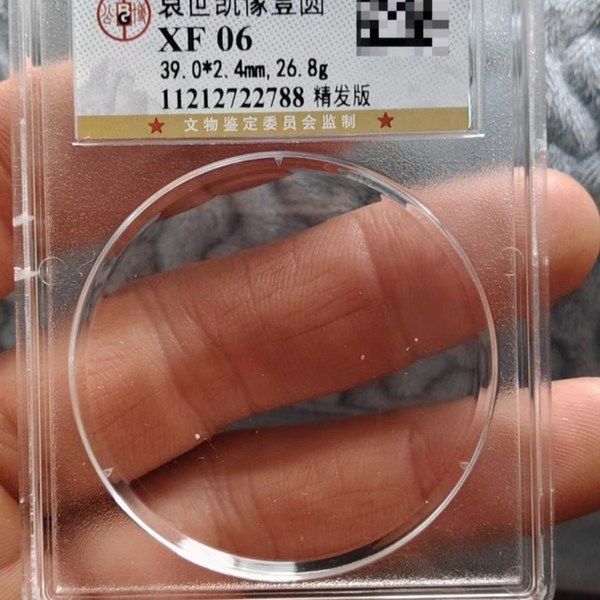 袁世凯像壹圆
XF 06
39.0*2.4mm, 26.8g
11212722788 精发版
文物鉴定委员会监制